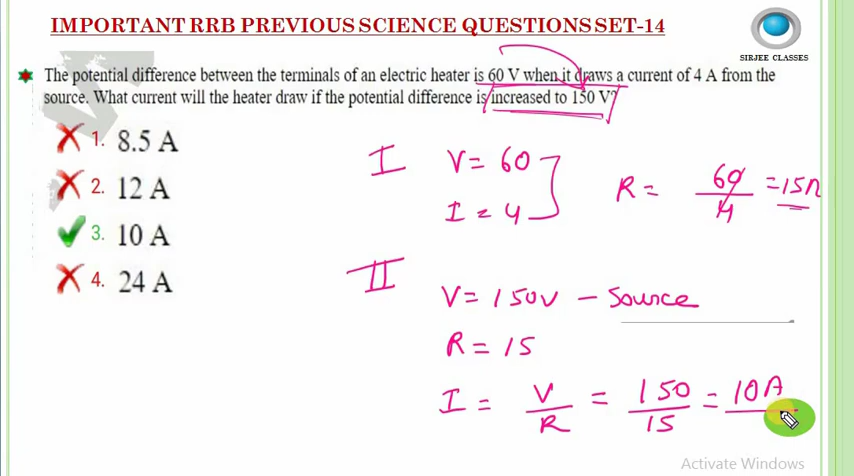 IMPORTANT RRB PREVIOUS SCIENCE QUESTIONS SET-14
SIRJEE CLASSES
The potential difference between the terminals of an electric heater is 60 V when it draws a current of 4 A from the
source. What current will the heater draw if the potential difference is increased to 150 V?
1. 8.5 A
2. 12 A
3. 10 A
4. 24 A
I V = 60
I = 4
R = 60/4 = 15Ω
II
V = 150V - Source
R = 15
I = V/R = 150/15 = 10A
Activate Windows